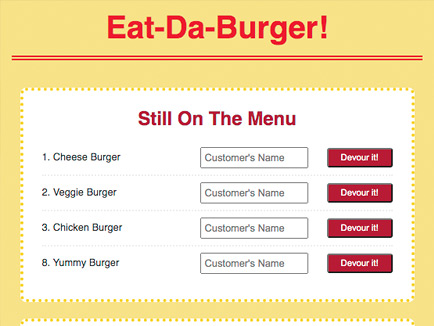 Eat-Da-Burger!
Still On The Menu
1. Cheese Burger Customer's Name Devour it!
2. Veggie Burger Customer's Name Devour it!
3. Chicken Burger Customer's Name Devour it!
8. Yummy Burger Customer's Name Devour it!